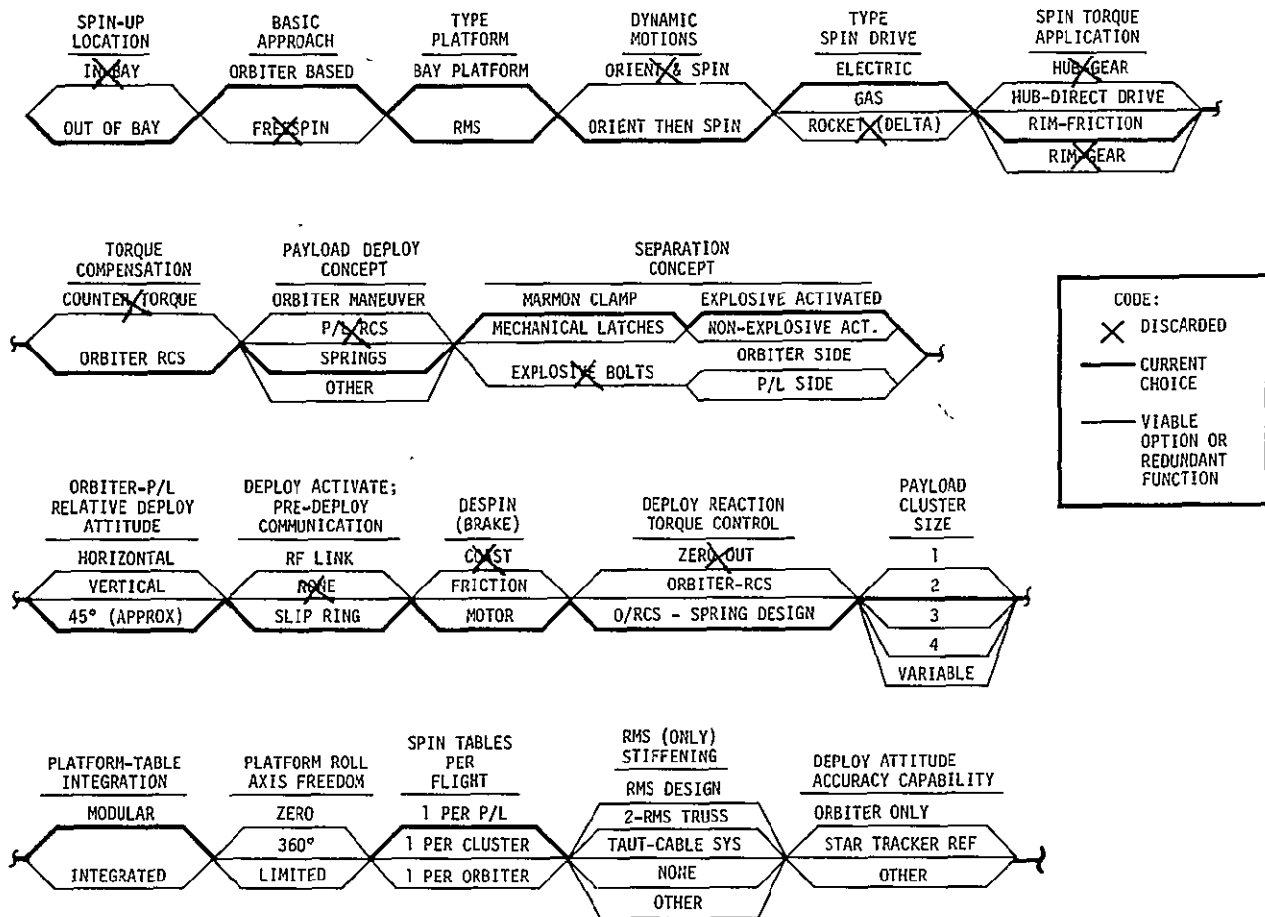 SPIN-UP
LOCATION
IN-BAY
OUT OF BAY
BASIC
APPROACH
ORBITER BASED
FREESPIN
TYPE
PLATFORM
BAY PLATFORM
RMS
DYNAMIC
MOTIONS
ORIENT & SPIN
ORIENT THEN SPIN
TYPE
SPIN DRIVE
ELECTRIC
GAS
ROCKET (DELTA)
SPIN TORQUE
APPLICATION
HUB-GEAR
HUB-DIRECT DRIVE
RIM-FRICTION
RIM-GEAR
TORQUE
COMPENSATION
COUNTER TORQUE
ORBITER RCS
PAYLOAD DEPLOY
CONCEPT
ORBITER MANEUVER
P/L RCS
SPRINGS
OTHER
SEPARATION
CONCEPT
MARMON CLAMP
MECHANICAL LATCHES
EXPLOSIVE BOLTS
EXPLOSIVE ACTIVATED
NON-EXPLOSIVE ACT.
ORBITER SIDE
P/L SIDE
CODE:
DISCARDED
CURRENT
CHOICE
VIABLE
OPTION OR
REDUNDANT
FUNCTION
ORBITER-P/L
RELATIVE DEPLOY
ATTITUDE
HORIZONTAL
VERTICAL
45° (APPROX)
DEPLOY ACTIVATE;
PRE-DEPLOY
COMMUNICATION
RF LINK
NONE
SLIP RING
DESPIN
(BRAKE)
COAST
FRICTION
MOTOR
DEPLOY REACTION
TORQUE CONTROL
ZERO OUT
ORBITER-RCS
O/RCS - SPRING DESIGN
PAYLOAD
CLUSTER
SIZE
1
2
3
4
VARIABLE
PLATFORM-TABLE
INTEGRATION
MODULAR
INTEGRATED
PLATFORM ROLL
AXIS FREEDOM
ZERO
360°
LIMITED
SPIN TABLES
PER
FLIGHT
1 PER P/L
1 PER CLUSTER
1 PER ORBITER
RMS (ONLY)
STIFFENING
RMS DESIGN
2-RMS TRUSS
TAUT-CABLE SYS
NONE
OTHER
DEPLOY ATTITUDE
ACCURACY CAPABILITY
ORBITER ONLY
STAR TRACKER REF
OTHER